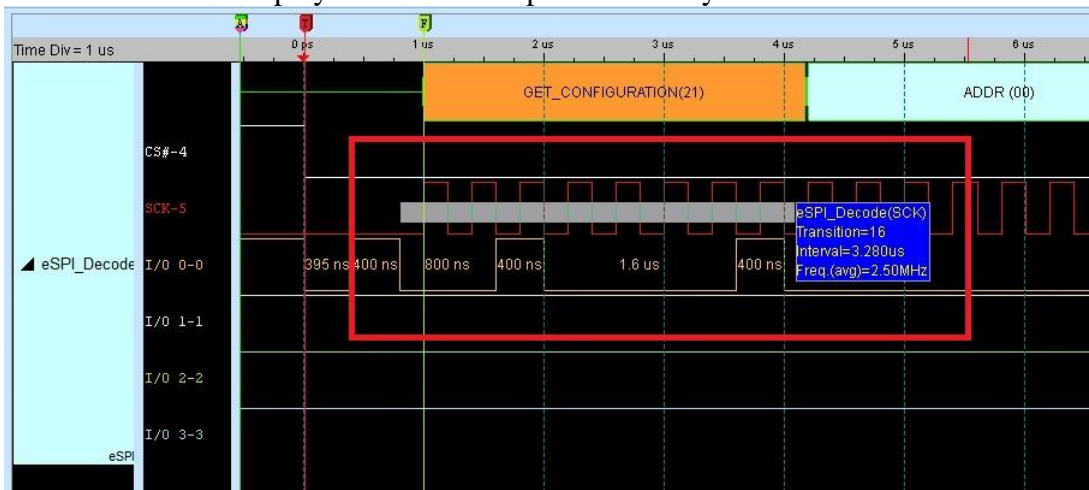 A T F
Time Div = 1 us 0 ps 1 us 2 us 3 us 4 us 5 us 6 us
GET_CONFIGURATION(21) ADDR (00)
CS#-4
SCK-5
eSPI_Decode(SCK)
Transition=16
Interval=3.280us
Freq.(avg)=2.50MHz
eSPI_Decode I/O 0-0 395 ns 400 ns 800 ns 400 ns 1.6 us 400 ns
I/O 1-1
I/O 2-2
I/O 3-3
eSPI